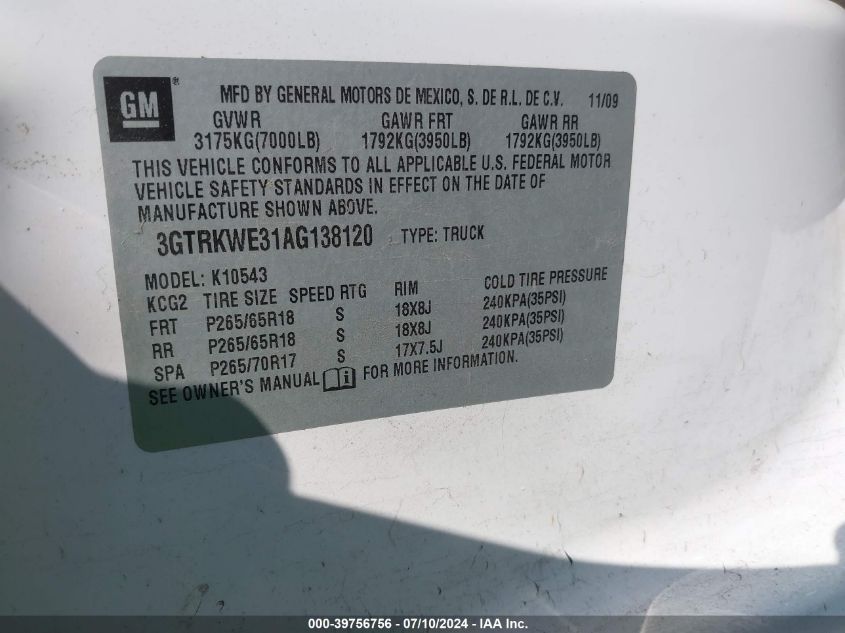 GM ® MFD BY GENERAL MOTORS DE MEXICO, S. DE R.L. DE C.V. 11/09
GVWR GAWR FRT GAWR RR
3175KG(7000LB) 1792KG(3950LB) 1792KG(3950LB)
THIS VEHICLE CONFORMS TO ALL APPLICABLE U.S. FEDERAL MOTOR
VEHICLE SAFETY STANDARDS IN EFFECT ON THE DATE OF
MANUFACTURE SHOWN ABOVE.
3GTRKWE31AG138120 TYPE: TRUCK
MODEL: K10543
KCG2 TIRE SIZE SPEED RTG RIM COLD TIRE PRESSURE
FRT P265/65R18 S 18X8J 240KPA(35PSI)
RR P265/65R18 S 18X8J 240KPA(35PSI)
SPA P265/70R17 S 17X7.5J 240KPA(35PSI)
SEE OWNER'S MANUAL i FOR MORE INFORMATION.
000-39756756 / 07/10/2024 - IAA Inc.